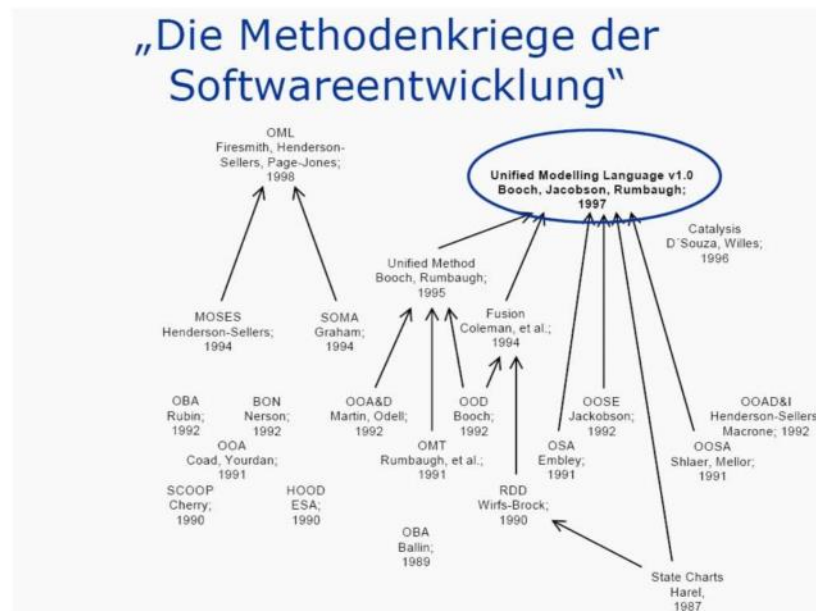 „Die Methodenkriege der
Softwareentwicklung“
OML
Firesmith, Henderson-
Sellers, Page-Jones;
1998
Unified Modelling Language v1.0
Booch, Jacobson, Rumbaugh;
1997
Catalysis
D´Souza, Willes;
1996
Unified Method
Booch, Rumbaugh;
1995
MOSES
Henderson-Sellers;
1994
SOMA
Graham;
1994
Fusion
Coleman, et al.;
1994
OBA
Rubin;
1992
BON
Nerson;
1992
OOA&D
Martin, Odell;
1992
OOD
Booch;
1992
OOSE
Jackobson;
1992
OOAD&I
Henderson-Sellers
Macrone; 1992
OOA
Coad, Yourdan;
1991
OMT
Rumbaugh, et al.;
1991
OSA
Embley;
1991
OOSA
Shlaer, Mellor;
1991
SCOOP
Cherry;
1990
HOOD
ESA;
1990
RDD
Wirfs-Brock;
1990
OBA
Ballin;
1989
State Charts
Harel,
1987